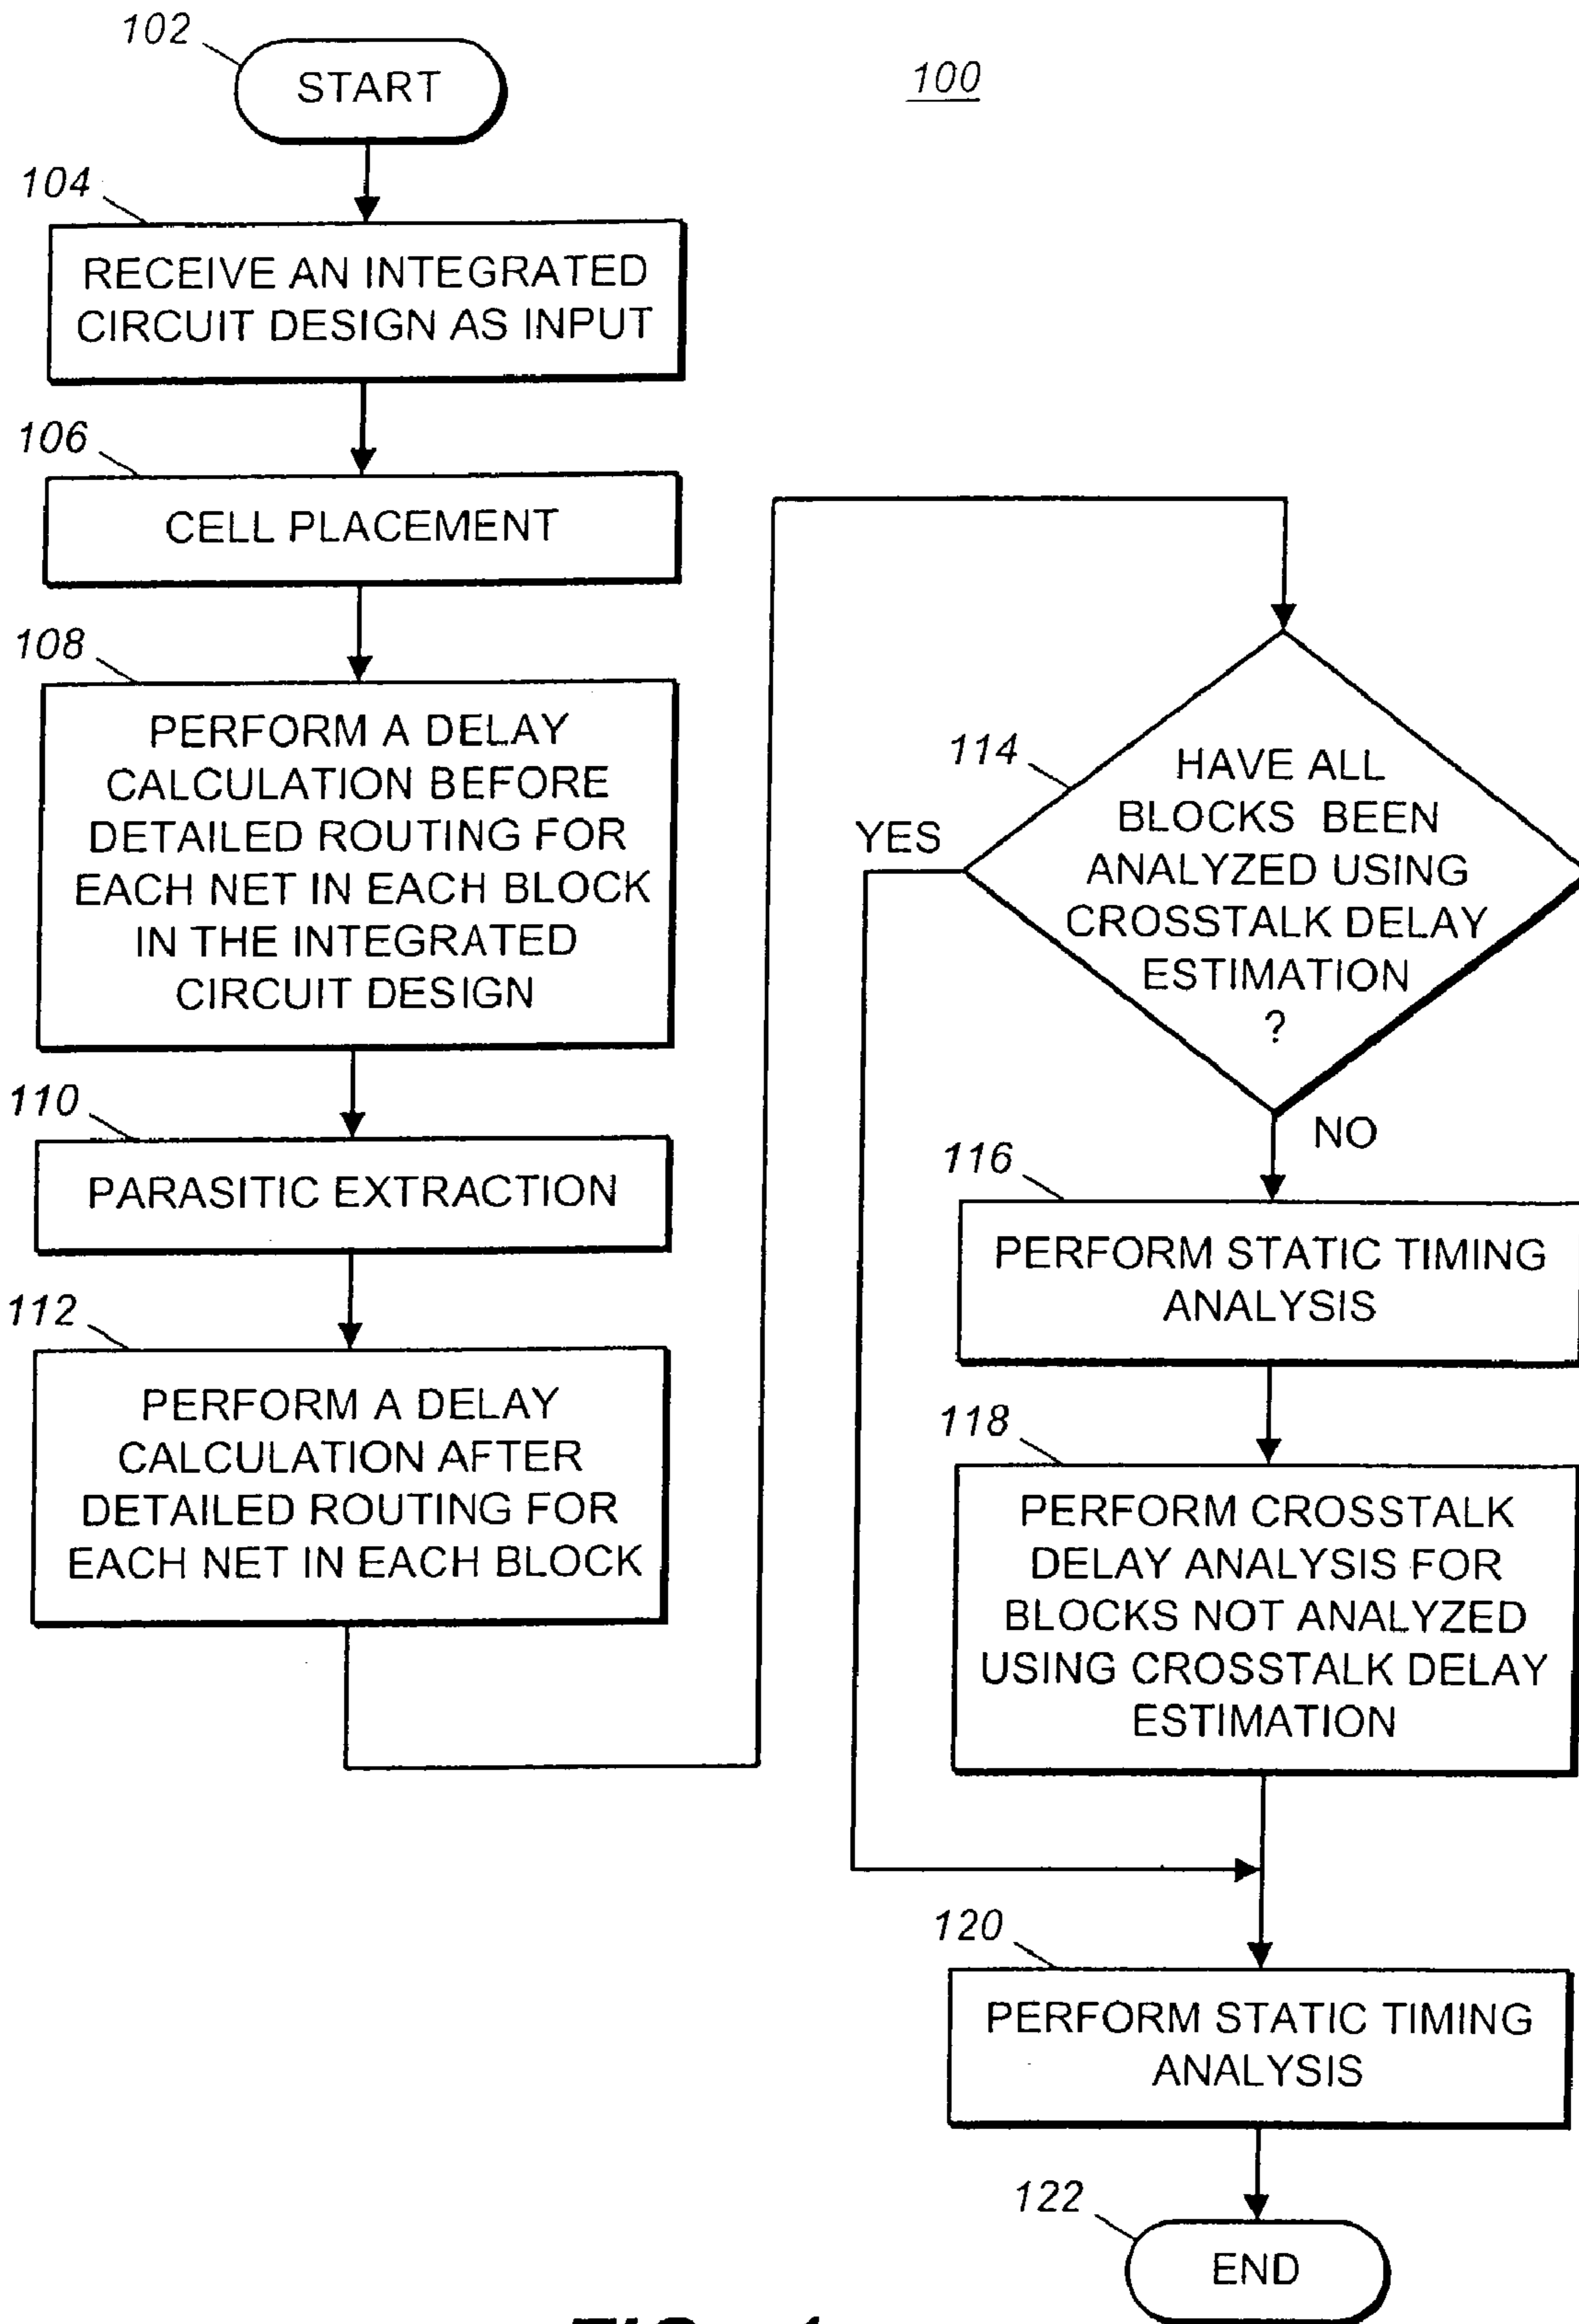 102
START
100
104
RECEIVE AN INTEGRATED
CIRCUIT DESIGN AS INPUT
106
CELL PLACEMENT
108
PERFORM A DELAY
CALCULATION BEFORE
DETAILED ROUTING FOR
EACH NET IN EACH BLOCK
IN THE INTEGRATED
CIRCUIT DESIGN
110
PARASITIC EXTRACTION
112
PERFORM A DELAY
CALCULATION AFTER
DETAILED ROUTING FOR
EACH NET IN EACH BLOCK
114
HAVE ALL
BLOCKS BEEN
ANALYZED USING
CROSSTALK DELAY
ESTIMATION
?
YES
NO
116
PERFORM STATIC TIMING
ANALYSIS
118
PERFORM CROSSTALK
DELAY ANALYSIS FOR
BLOCKS NOT ANALYZED
USING CROSSTALK DELAY
ESTIMATION
120
PERFORM STATIC TIMING
ANALYSIS
122
END